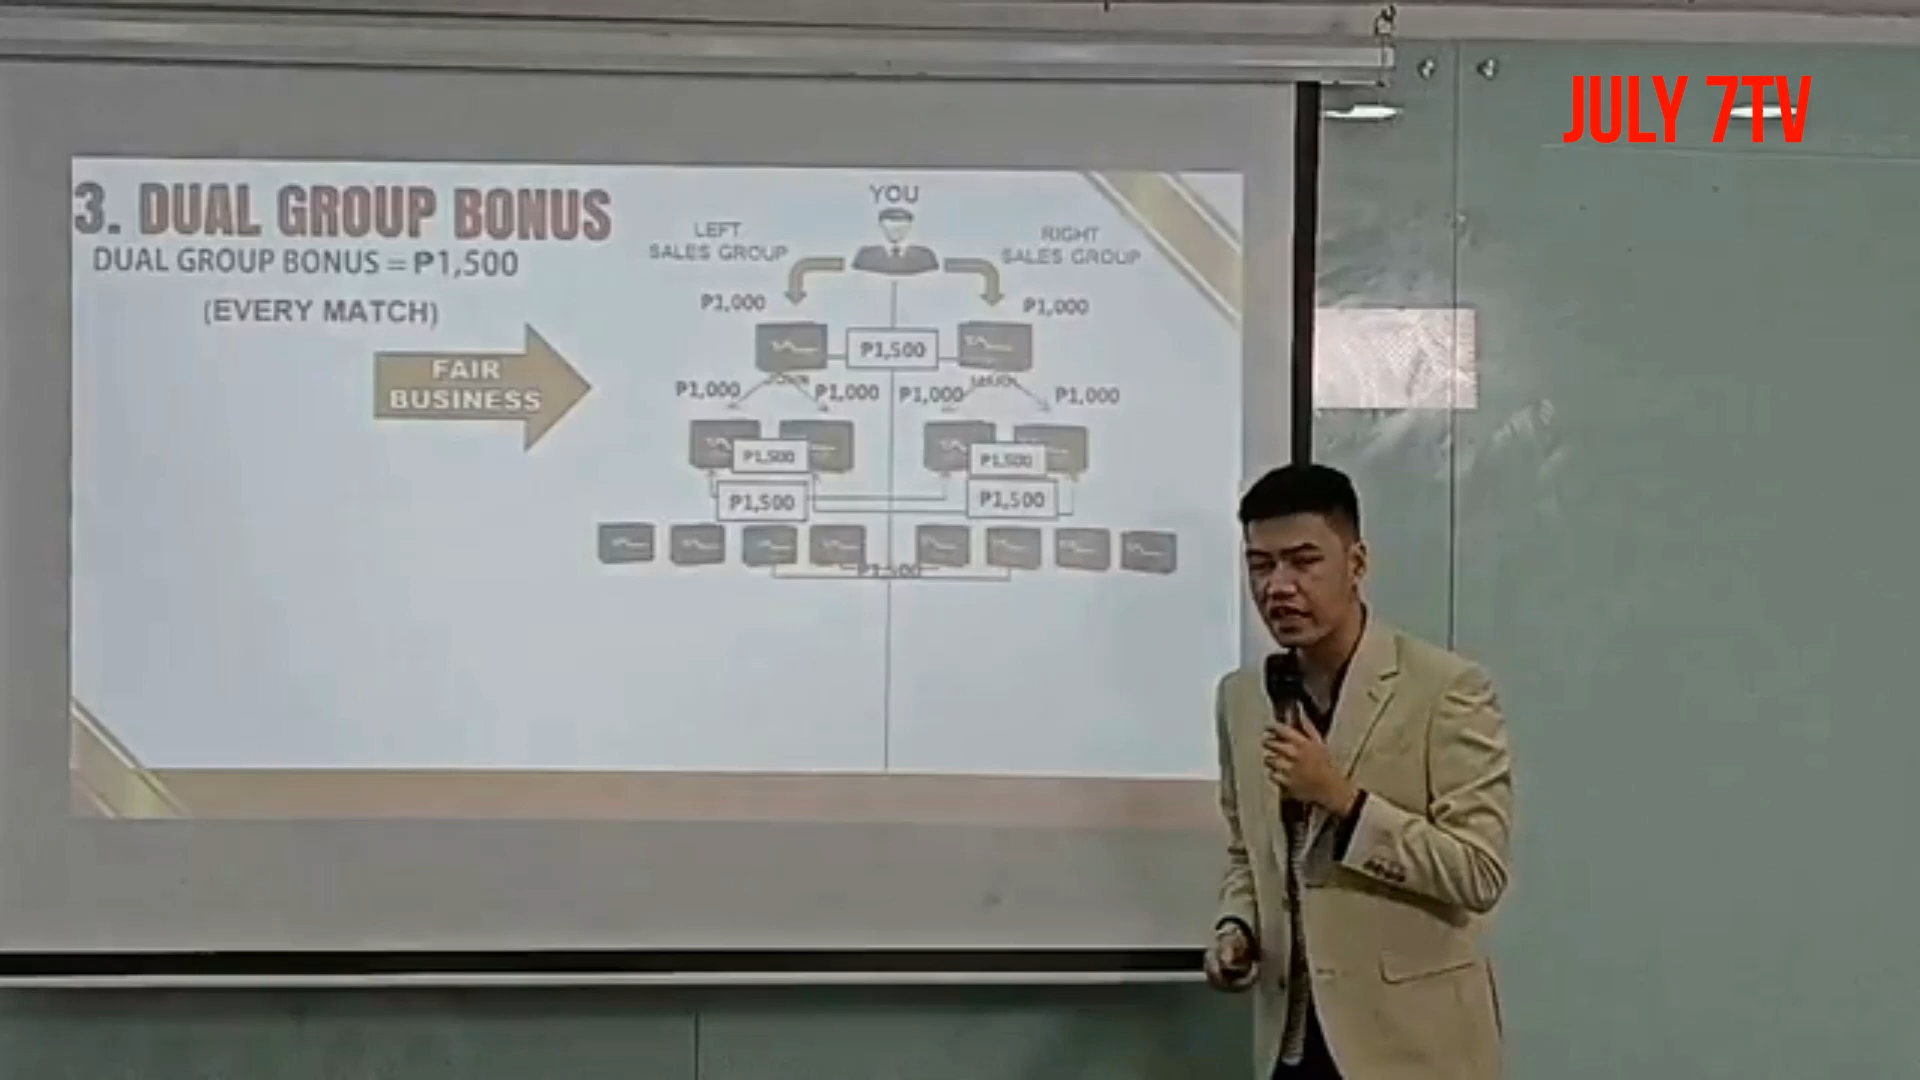 JULY 7TV
3. DUAL GROUP BONUS
DUAL GROUP BONUS = ₱1,500
(EVERY MATCH)
FAIR
BUSINESS
YOU
LEFT
SALES GROUP
RIGHT
SALES GROUP
₱1,000
₱1,000
₱1,500
₱1,000
₱1,000
₱1,000
₱1,000
₱1,500
₱1,500
₱1,500
₱1,500
₱1,500